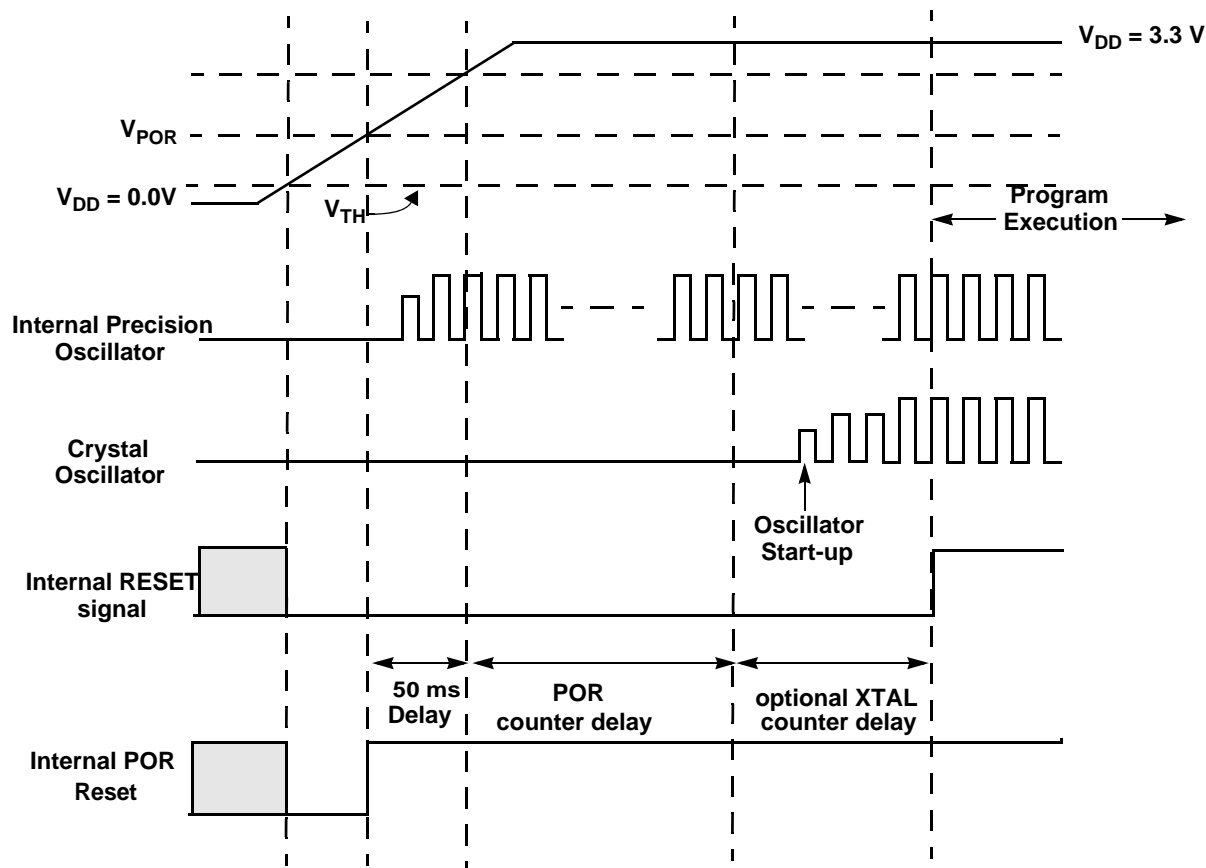 V_DD = 3.3 V
V_POR
V_DD = 0.0V
V_TH
Program
Execution
Internal Precision
Oscillator
Crystal
Oscillator
Oscillator
Start-up
Internal RESET
signal
50 ms
Delay
POR
counter delay
optional XTAL
counter delay
Internal POR
Reset